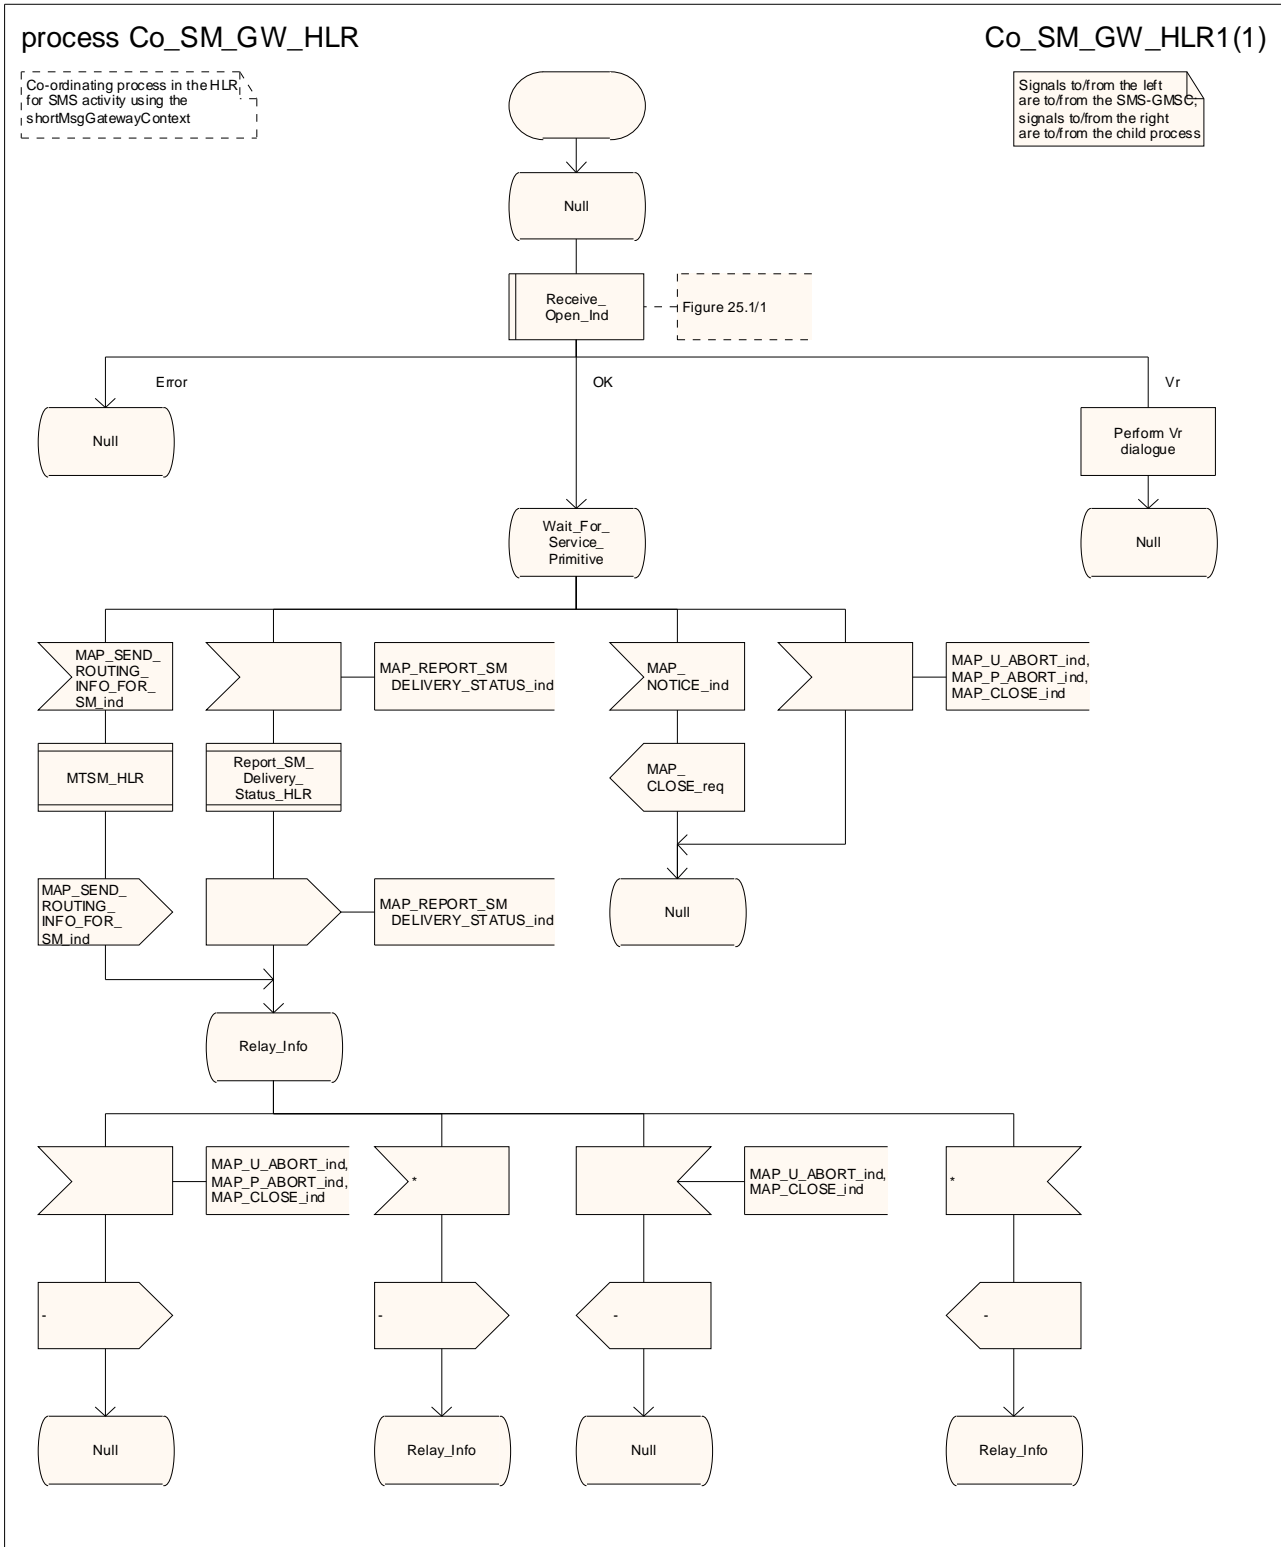 process Co_SM_GW_HLR
Co_SM_GW_HLR1(1)
Co-ordinating process in the HLR
for SMS activity using the
shortMsgGatewayContext
Signals to/from the left
are to/from the SMS-GMSC;
signals to/from the right
are to/from the child process
Null
Receive_
Open_Ind
Figure 25.1/1
Error
OK
Vr
Null
Perform Vr
dialogue
Wait_For_
Service_
Primitive
Null
MAP_SEND_
ROUTING_
INFO_FOR_
SM_ind
MAP_REPORT_SM
DELIVERY_STATUS_ind
MAP_
NOTICE_ind
MAP_U_ABORT_ind,
MAP_P_ABORT_ind,
MAP_CLOSE_ind
MTSM_HLR
Report_SM_
Delivery_
Status_HLR
MAP_
CLOSE_req
MAP_SEND_
ROUTING_
INFO_FOR_
SM_ind
MAP_REPORT_SM
DELIVERY_STATUS_ind
Null
Relay_Info
MAP_U_ABORT_ind,
MAP_P_ABORT_ind,
MAP_CLOSE_ind
*
MAP_U_ABORT_ind,
MAP_CLOSE_ind
*
-
-
-
-
Null
Relay_Info
Null
Relay_Info